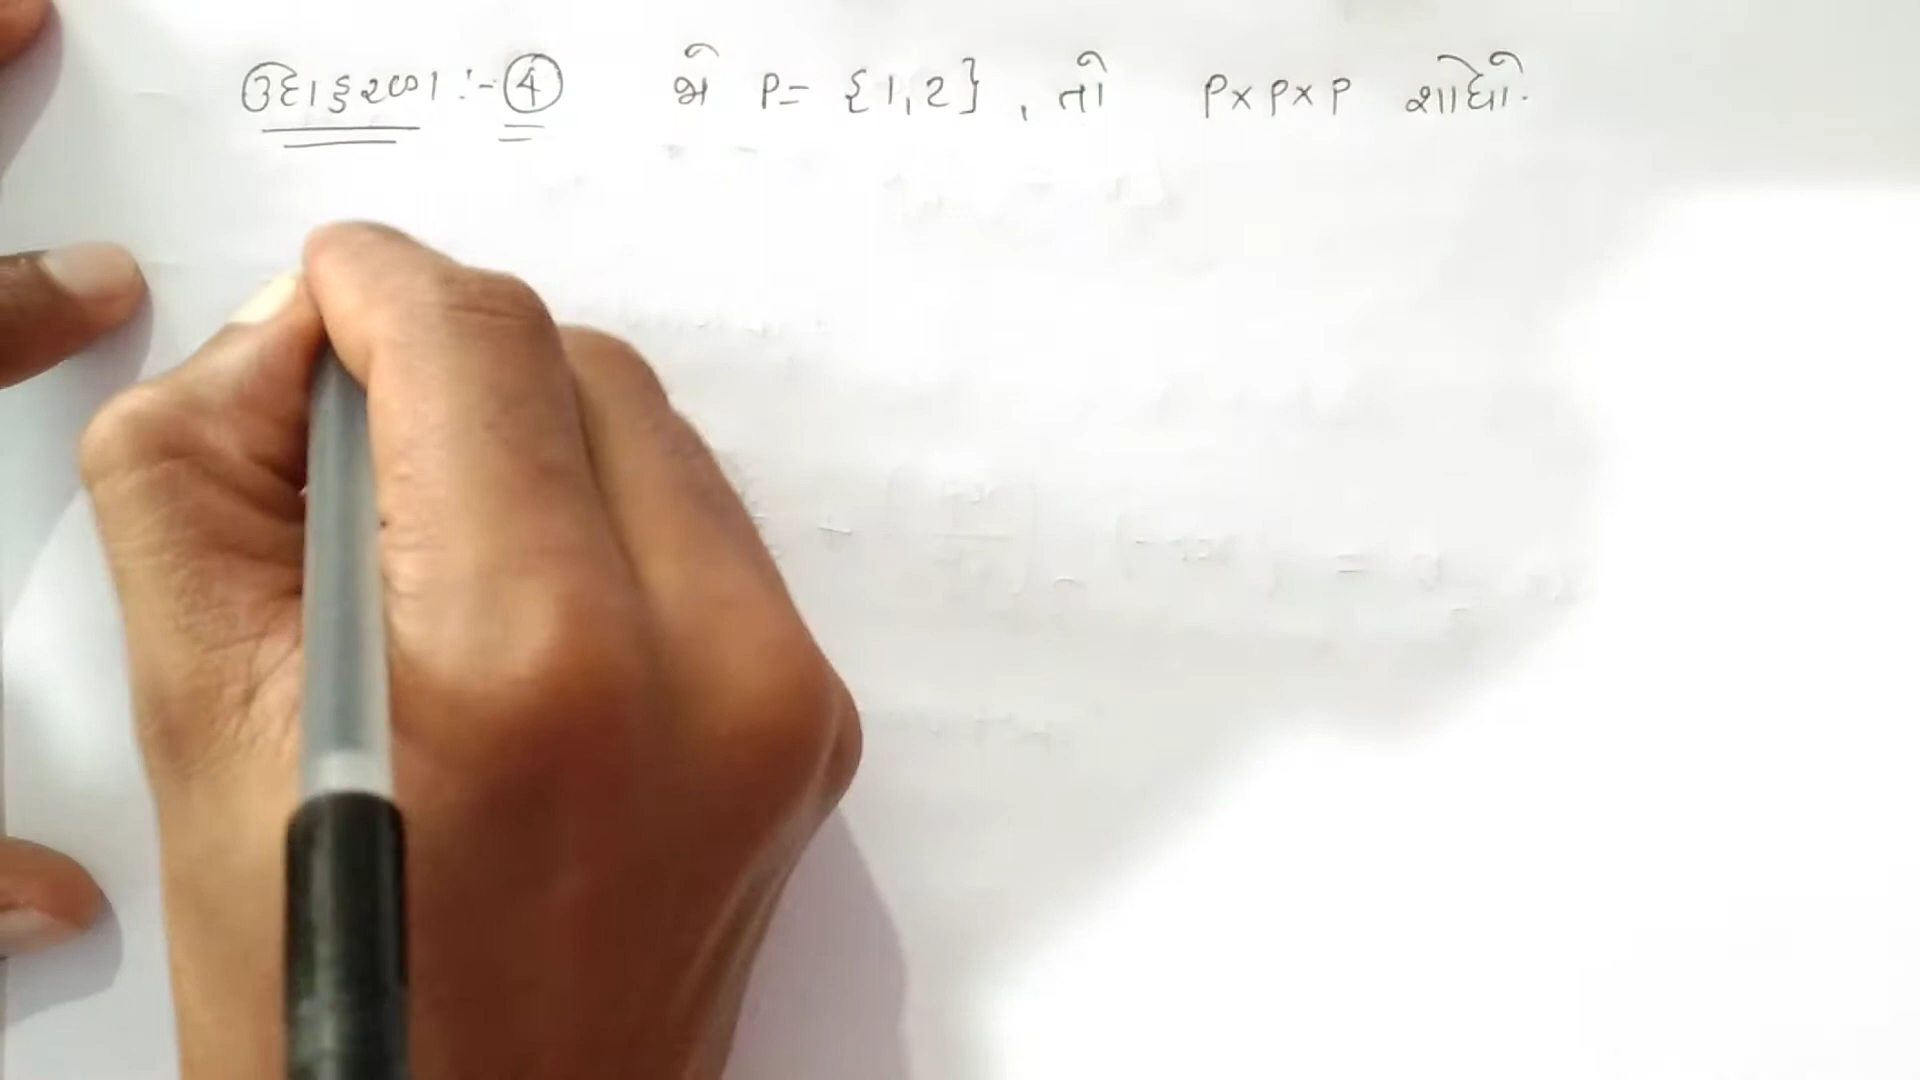 ઉદાહરણ :- ④ જો P = {1,2} , તો P×P×P શોધો.